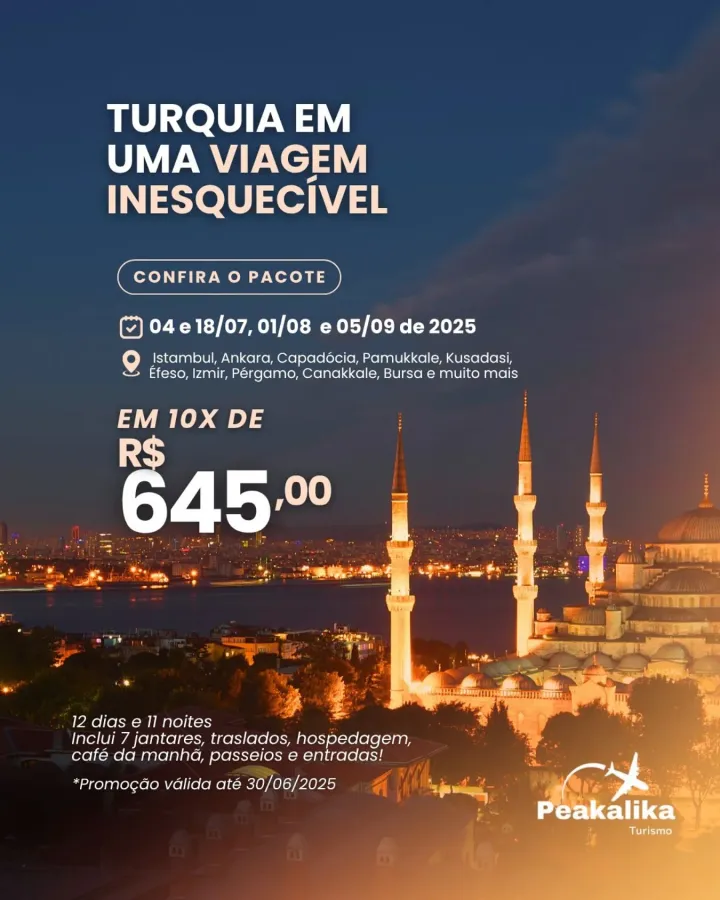 TURQUIA EM
UMA VIAGEM
INESQUECÍVEL
CONFIRA O PACOTE
04 e 18/07, 01/08 e 05/09 de 2025
Istambul, Ankara, Capadócia, Pamukkale, Kusadasi,
Éfeso, Izmir, Pérgamo, Canakkale, Bursa e muito mais
EM 10X DE
R$
645,00
12 dias e 11 noites
Inclui 7 jantares, traslados, hospedagem,
café da manhã, passeios e entradas!
*Promoção válida até 30/06/2025
Peakalika
Turismo